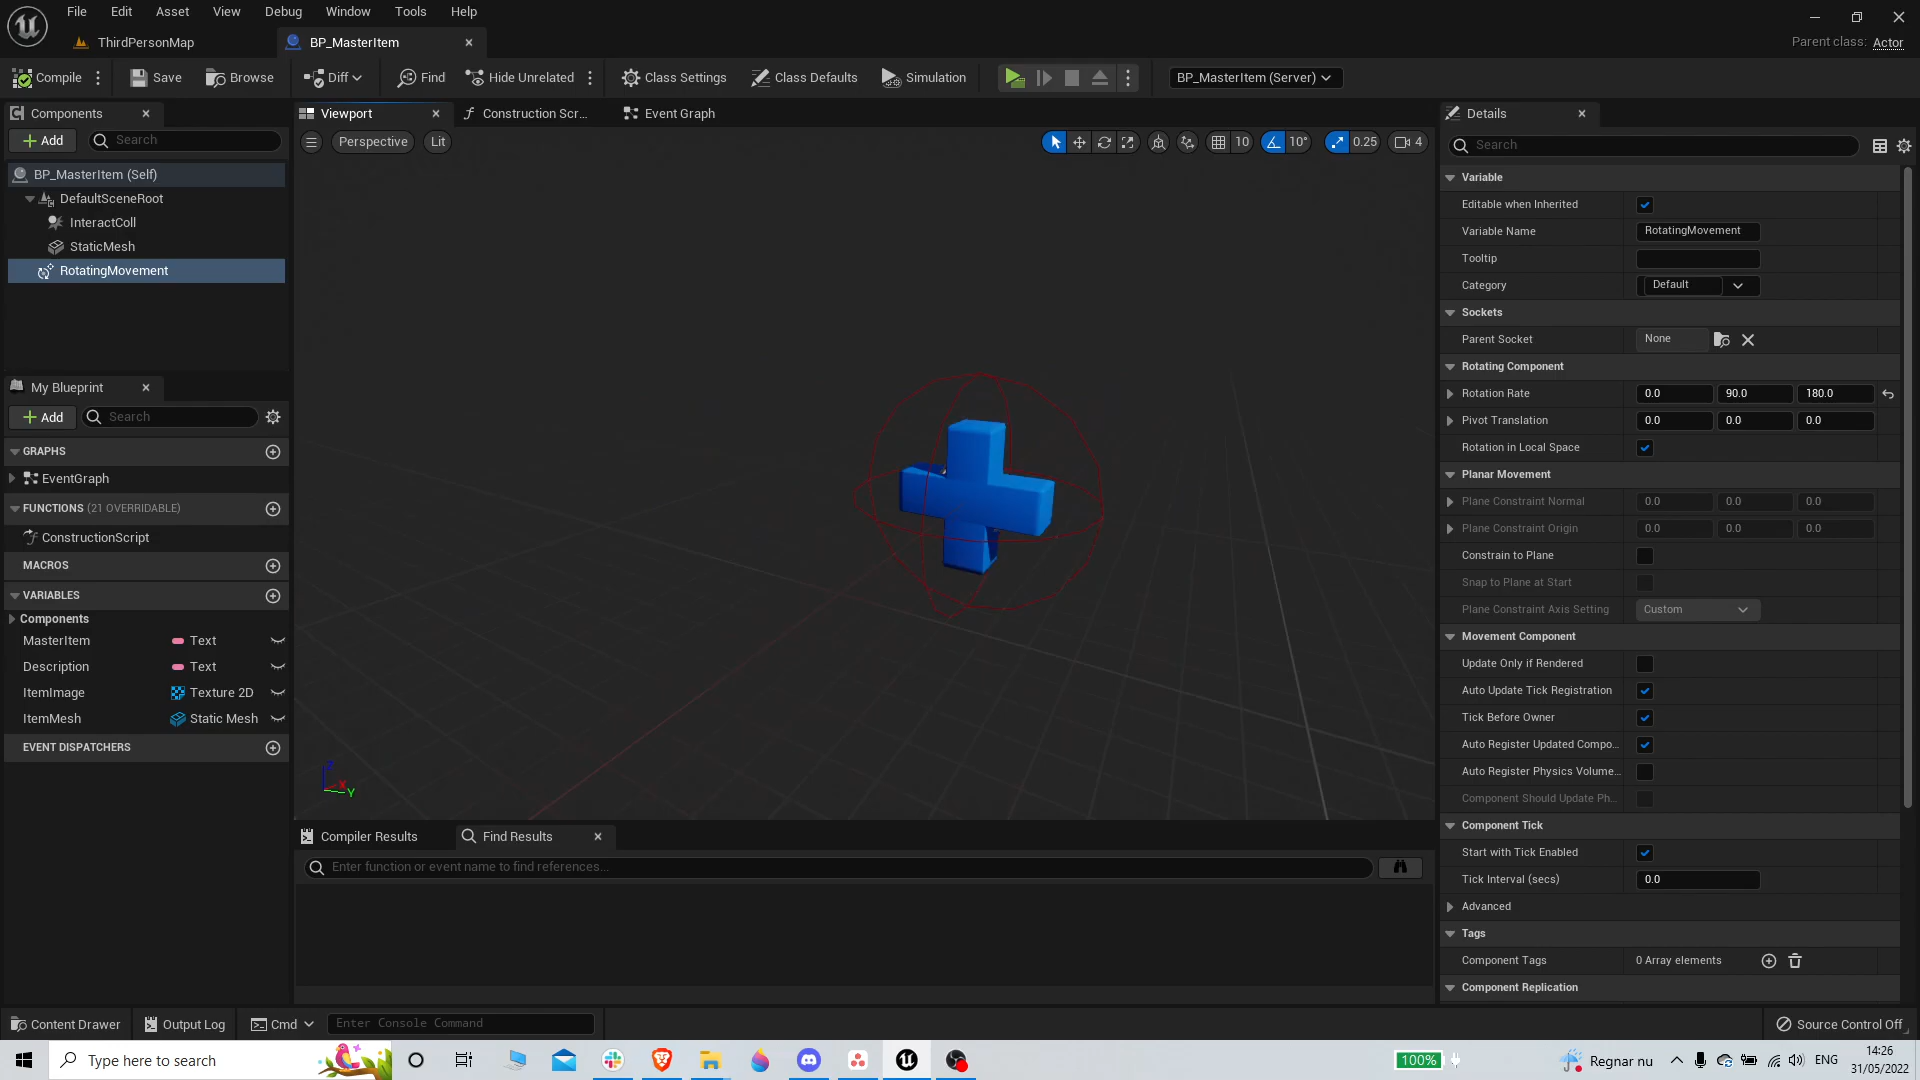 File Edit Asset View Debug Window Tools Help
ThirdPersonMap
BP_MasterItem
Parent class: Actor
Compile
Save
Browse
Diff
Find
Hide Unrelated
Class Settings
Class Defaults
Simulation
BP_MasterItem (Server)
Components
Add
Search
BP_MasterItem (Self)
DefaultSceneRoot
InteractColl
StaticMesh
RotatingMovement
My Blueprint
Add
Search
GRAPHS
EventGraph
FUNCTIONS (21 OVERRIDABLE)
ConstructionScript
MACROS
VARIABLES
Components
MasterItem Text
Description Text
ItemImage Texture 2D
ItemMesh Static Mesh
EVENT DISPATCHERS
Viewport
Construction Scr...
Event Graph
Perspective
Lit
10
10°
0.25
4
Z
X
Y
Compiler Results
Find Results
Enter function or event name to find references...
Details
Search
Variable
Editable when Inherited
Variable Name RotatingMovement
Tooltip
Category Default
Sockets
Parent Socket None
Rotating Component
Rotation Rate 0.0 90.0 180.0
Pivot Translation 0.0 0.0 0.0
Rotation in Local Space
Planar Movement
Plane Constraint Normal 0.0 0.0 0.0
Plane Constraint Origin 0.0 0.0 0.0
Constrain to Plane
Snap to Plane at Start
Plane Constraint Axis Setting Custom
Movement Component
Update Only if Rendered
Auto Update Tick Registration
Tick Before Owner
Auto Register Updated Compo...
Auto Register Physics Volume...
Component Should Update Ph...
Component Tick
Start with Tick Enabled
Tick Interval (secs) 0.0
Advanced
Tags
Component Tags 0 Array elements
Component Replication
Content Drawer
Output Log
Cmd
Enter Console Command
Source Control Off
Type here to search
100%
Regnar nu
ENG
14:26
31/05/2022